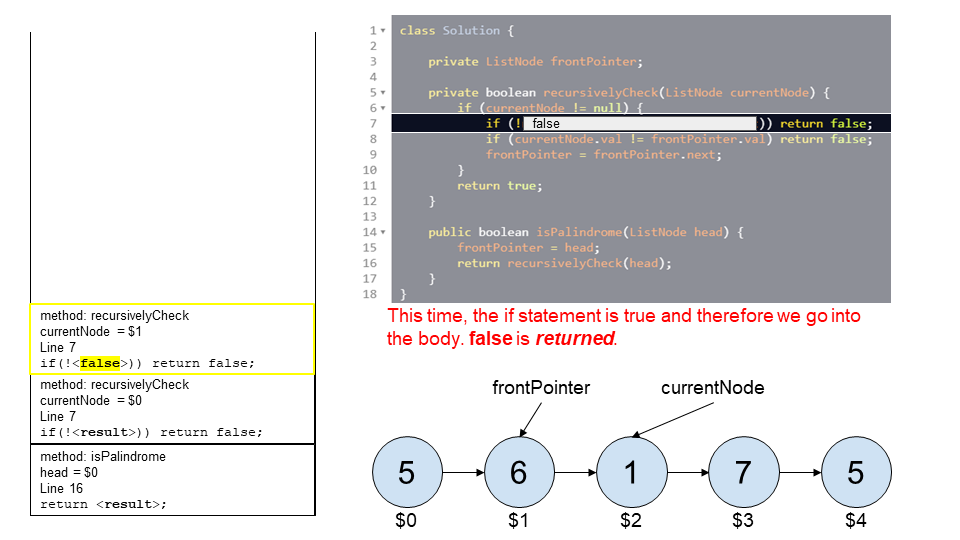 1 class Solution {
2
3 private ListNode frontPointer;
4
5 private boolean recursivelyCheck(ListNode currentNode) {
6 if (currentNode != null) {
7 if (! false )) return false;
8 if (currentNode.val != frontPointer.val) return false;
9 frontPointer = frontPointer.next;
10 }
11 return true;
12 }
13
14 public boolean isPalindrome(ListNode head) {
15 frontPointer = head;
16 return recursivelyCheck(head);
17 }
18 }
This time, the if statement is true and therefore we go into
the body. false is returned.
method: recursivelyCheck
currentNode = $1
Line 7
if(!<false>)) return false;
method: recursivelyCheck
currentNode = $0
Line 7
if(!<result>)) return false;
method: isPalindrome
head = $0
Line 16
return <result>;
frontPointer currentNode
5 6 1 7 5
$0 $1 $2 $3 $4